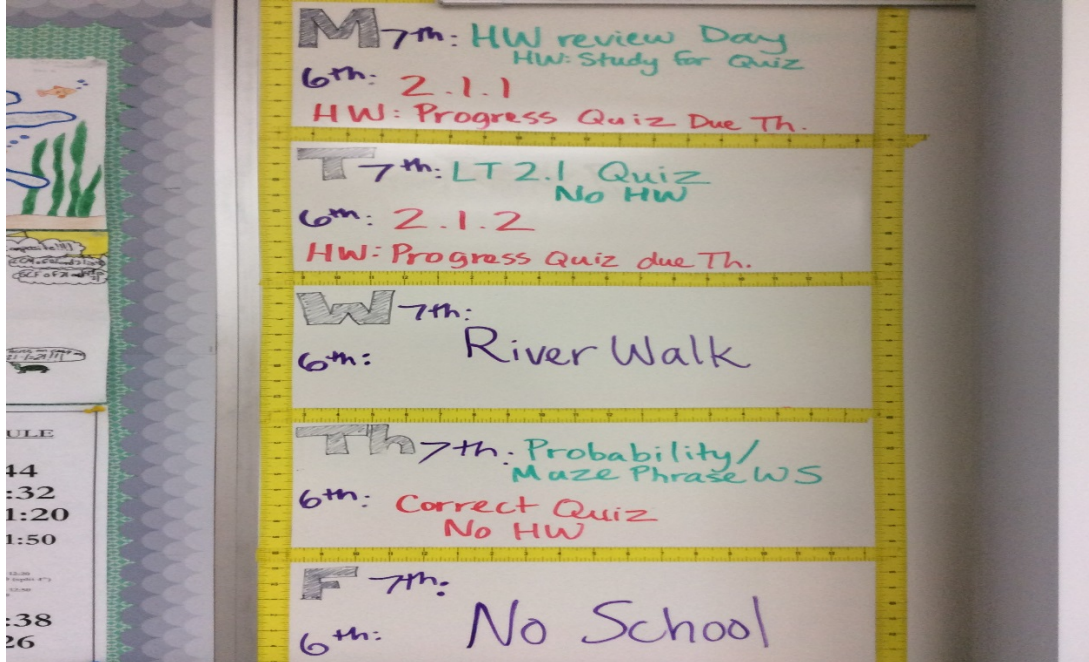 M 7th: HW review Day
HW: Study for Quiz
6th: 2.1.1
HW: Progress Quiz Due Th.
T 7th: LT 2.1 Quiz
No HW
6th: 2.1.2
HW: Progress Quiz due Th.
W 7th:
6th: River Walk
Th 7th: Probability/
Maze Phrase WS
6th: Correct Quiz
No HW
F 7th:
6th: No School
ULE
44
:32
1:20
1:50
:38
26